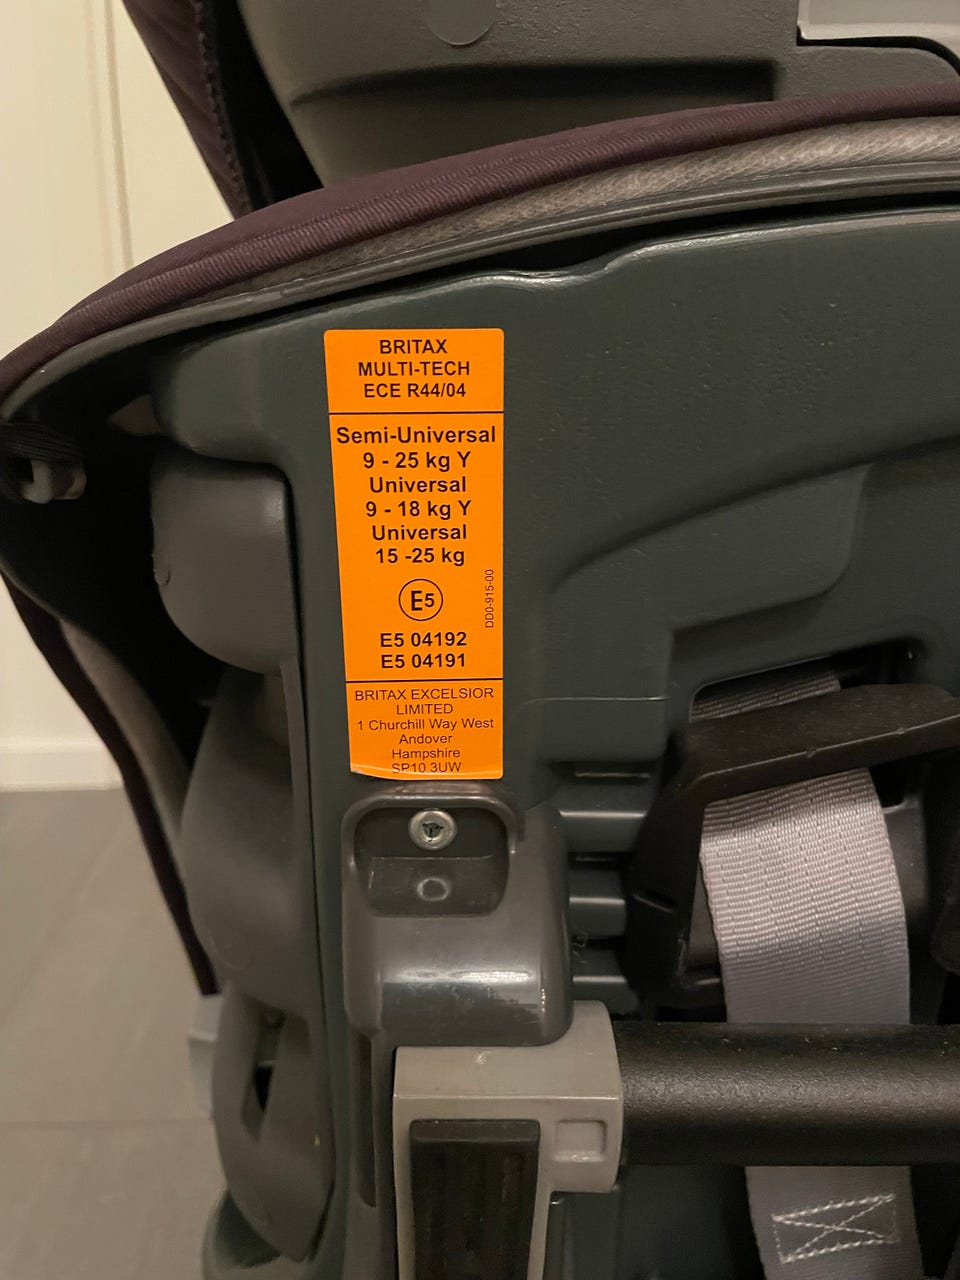 BRITAX
MULTI-TECH
ECE R44/04
Semi-Universal
9 - 25 kg Y
Universal
9 - 18 kg Y
Universal
15 -25 kg
E5
DD0-915-00
E5 04192
E5 04191
BRITAX EXCELSIOR
LIMITED
1 Churchill Way West
Andover
Hampshire
SP10 3UW